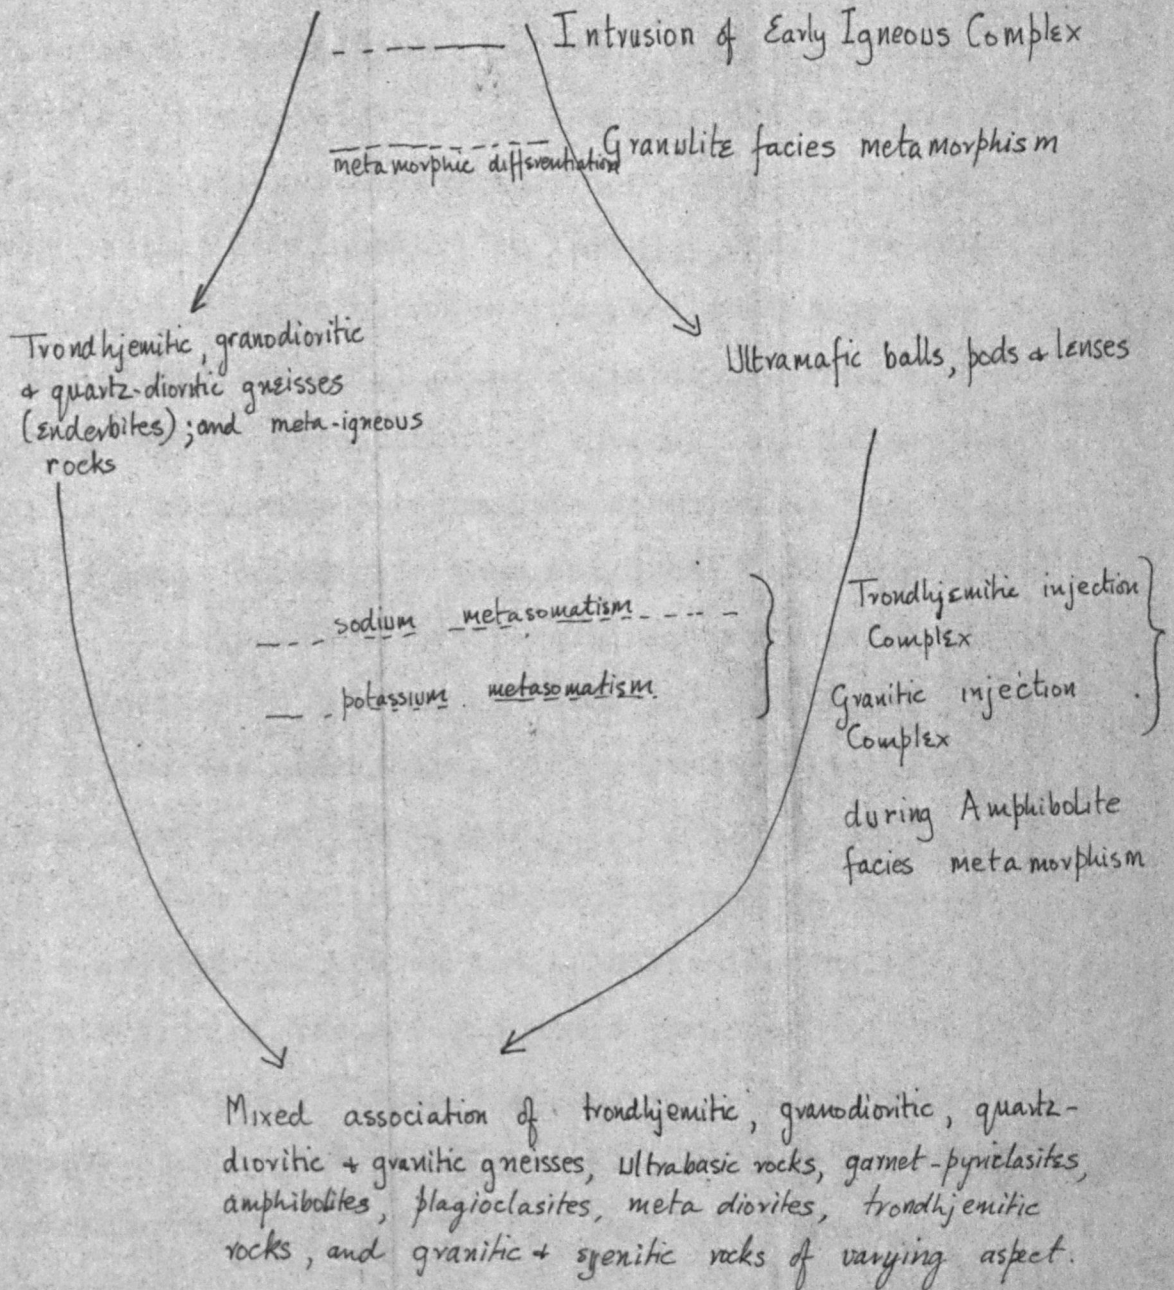 Intrusion of Early Igneous Complex
Granulite facies metamorphism
metamorphic differentiation
Trondhjemitic, granodioritic
+ quartz-dioritic gneisses
(enderbites); and meta-igneous
rocks
Ultramafic balls, pods + lenses
sodium metasomatism
potassium metasomatism
Trondhjemitic injection
Complex
Granitic injection
Complex
during Amphibolite
facies metamorphism
Mixed association of trondhjemitic, granodioritic, quartz-
dioritic + granitic gneisses, ultrabasic rocks, garnet-pyriclasites,
amphibolites, plagioclasites, meta diorites, trondhjemitic
rocks, and granitic + syenitic rocks of varying aspect.